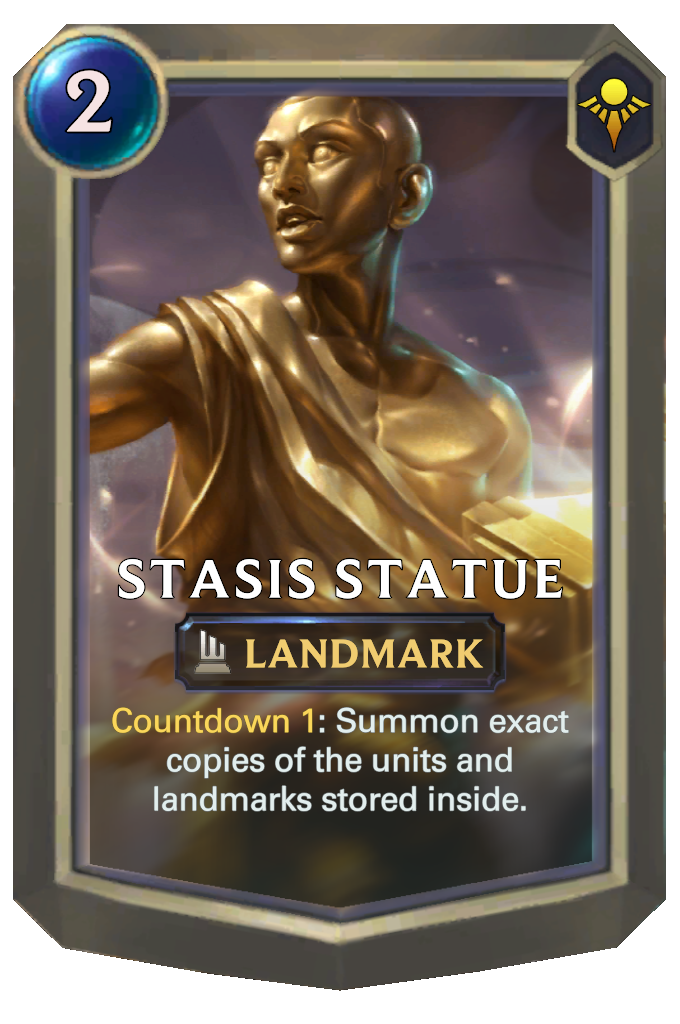 2
STASIS STATUE
LANDMARK
Countdown 1: Summon exact
copies of the units and
landmarks stored inside.